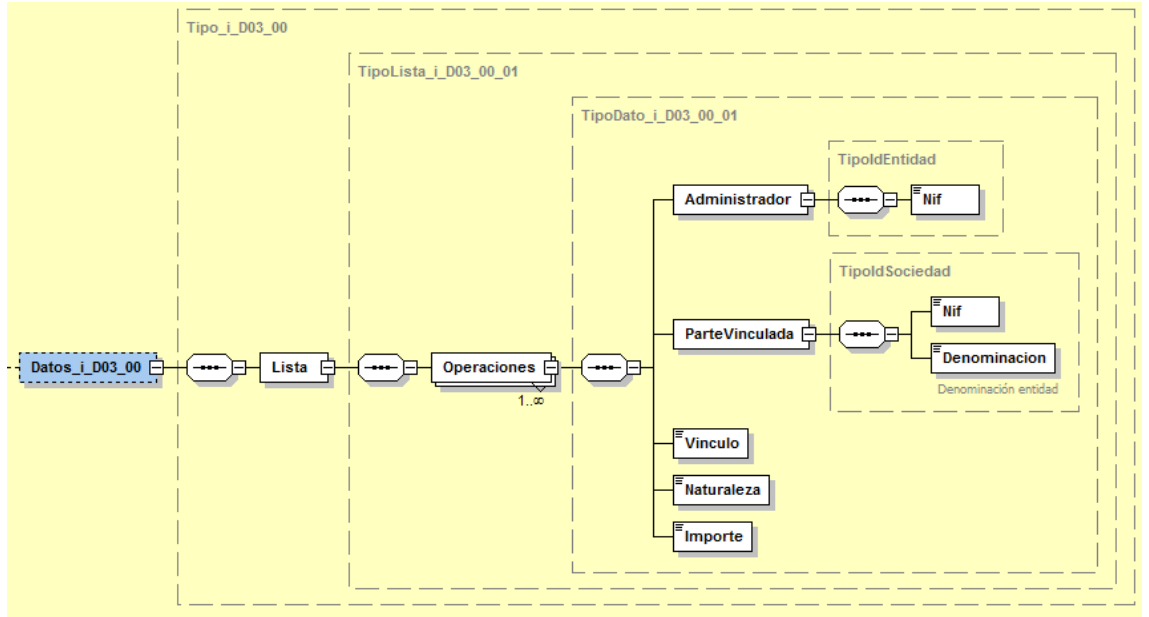 Tipo_i_D03_00
TipoLista_i_D03_00_01
TipoDato_i_D03_00_01
TipoIdEntidad
Administrador
Nif
TipoIdSociedad
Nif
ParteVinculada
Denominacion
Denominación entidad
Datos_i_D03_00
Lista
Operaciones
1..∞
Vinculo
Naturaleza
Importe